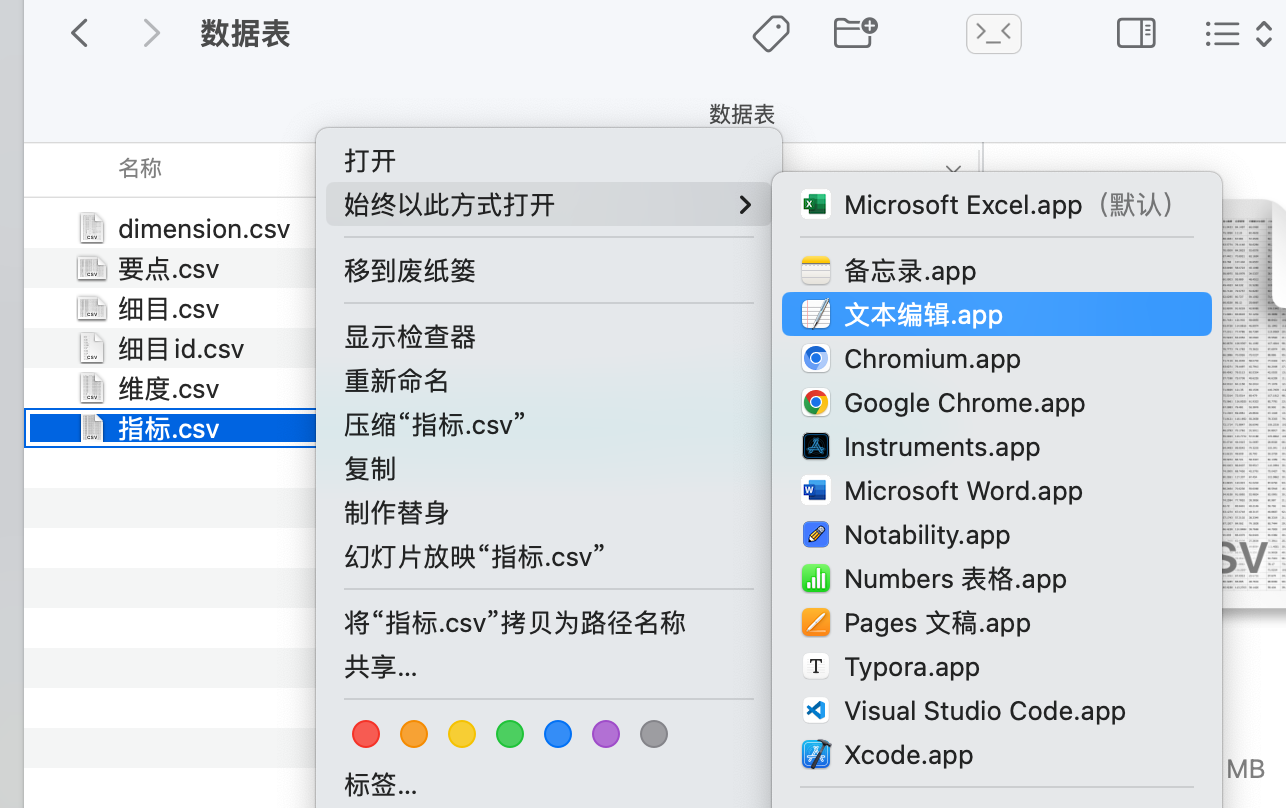 数据表
数据表
名称
dimension.csv
要点.csv
细目.csv
细目id.csv
维度.csv
指标.csv
打开
始终以此方式打开
移到废纸篓
显示检查器
重新命名
压缩“指标.csv”
复制
制作替身
幻灯片放映“指标.csv”
将“指标.csv”拷贝为路径名称
共享...
标签...
Microsoft Excel.app（默认）
备忘录.app
文本编辑.app
Chromium.app
Google Chrome.app
Instruments.app
Microsoft Word.app
Notability.app
Numbers 表格.app
Pages 文稿.app
Typora.app
Visual Studio Code.app
Xcode.app
SV
MB